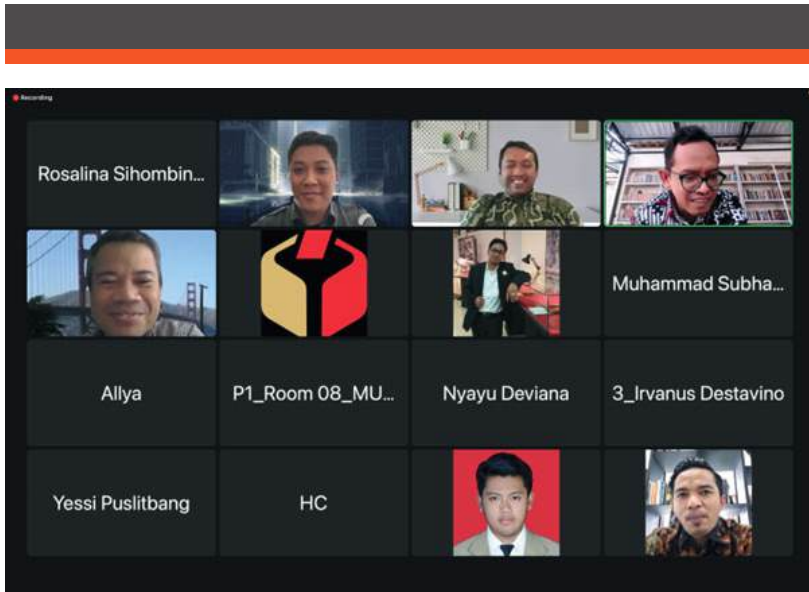 Recording
Rosalina Sihombin...
Muhammad Subha...
Allya
P1_Room 08_MU...
Nyayu Deviana
3_Irvanus Destavino
Yessi Puslitbang
HC